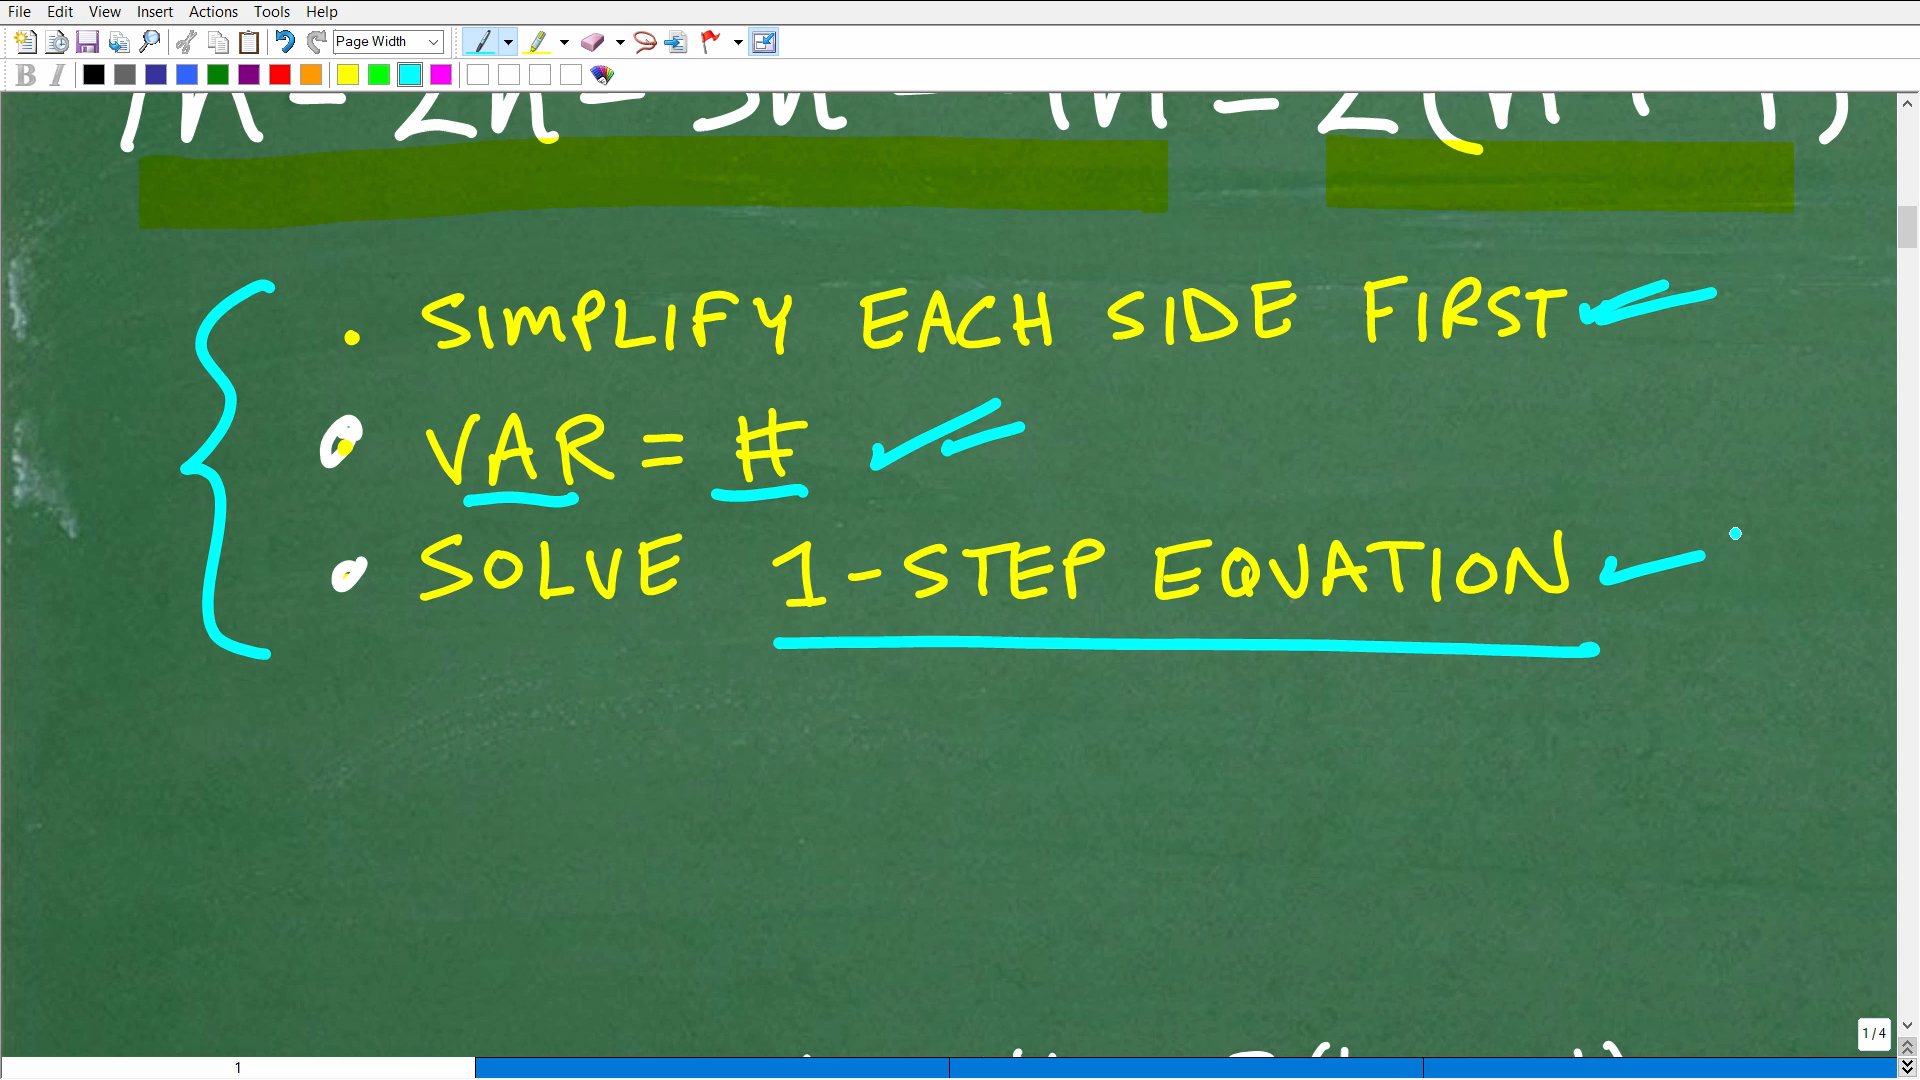 File Edit View Insert Actions Tools Help
Page Width
B I
• SIMPLIFY EACH SIDE FIRST
• VAR = #
• SOLVE 1-STEP EQUATION
1 / 4
1